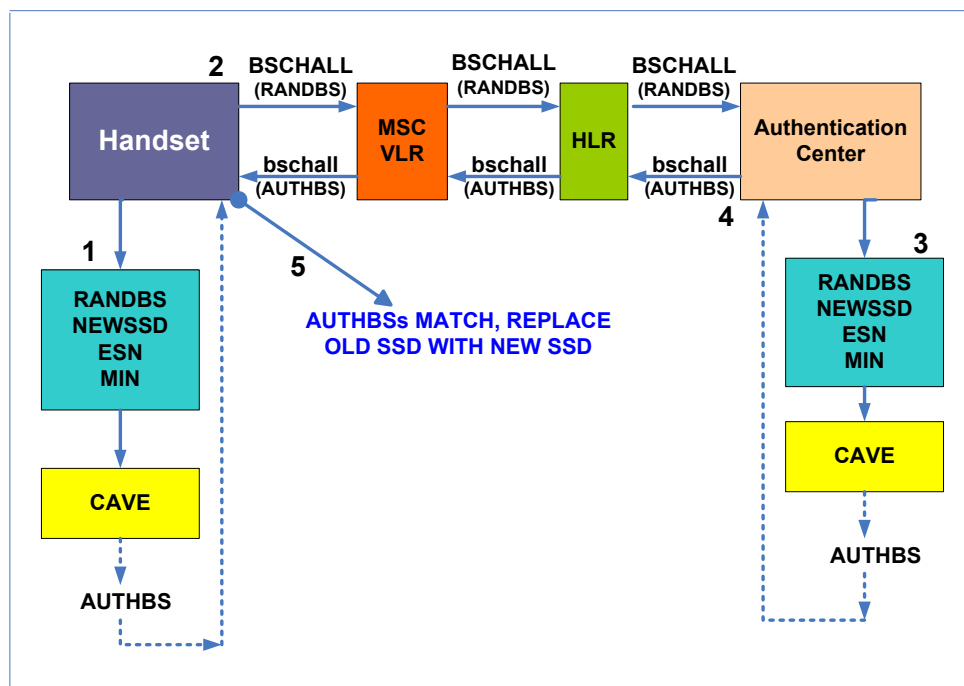 2
BSCHALL
(RANDBS)
BSCHALL
(RANDBS)
BSCHALL
(RANDBS)
Handset
MSC
VLR
HLR
Authentication
Center
bschall
(AUTHBS)
bschall
(AUTHBS)
bschall
(AUTHBS)
4
1
5
3
RANDBS
NEWSSD
ESN
MIN
AUTHBSs MATCH, REPLACE
OLD SSD WITH NEW SSD
RANDBS
NEWSSD
ESN
MIN
CAVE
CAVE
AUTHBS
AUTHBS